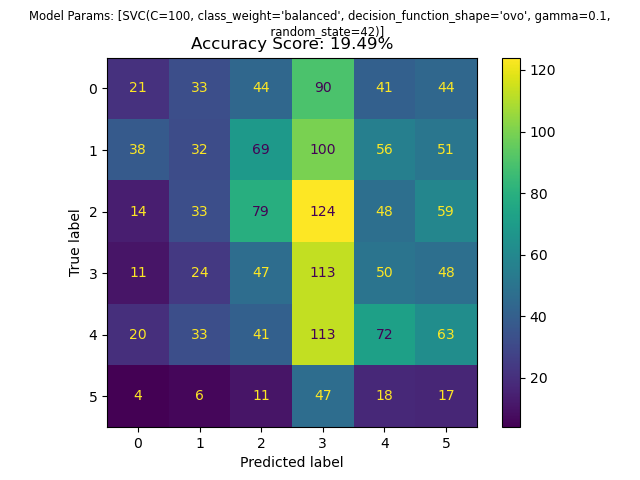 Model Params: [SVC(C=100, class_weight='balanced', decision_function_shape='ovo', gamma=0.1,
random_state=42)]
Accuracy Score: 19.49%
0 21 33 44 90 41 44
1 38 32 69 100 56 51
2 14 33 79 124 48 59
3 11 24 47 113 50 48
4 20 33 41 113 72 63
5 4 6 11 47 18 17
0 1 2 3 4 5
Predicted label
True label
120
100
80
60
40
20